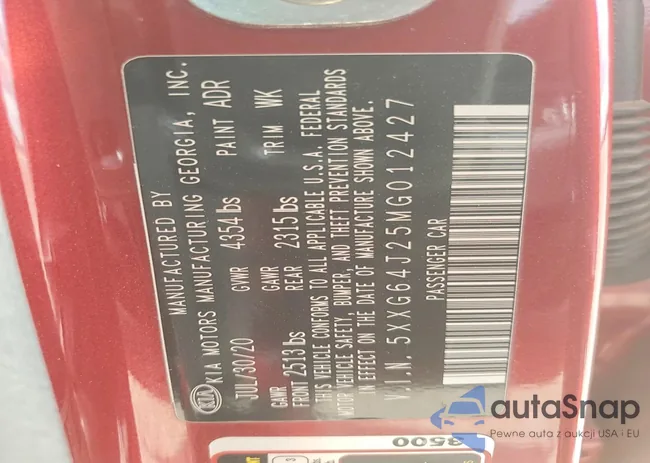 MANUFACTURED BY
KIA KIA MOTORS MANUFACTURING GEORGIA, INC.
JUL/30/20 GVWR 4354 lbs PAINT ADR
GAWR FRONT 2513 lbs GAWR REAR 2315 lbs TRIM WK
THIS VEHICLE CONFORMS TO ALL APPLICABLE U.S.A. FEDERAL
MOTOR VEHICLE SAFETY, BUMPER, AND THEFT PREVENTION STANDARDS
IN EFFECT ON THE DATE OF MANUFACTURE SHOWN ABOVE.
V.I.N. 5XXG64J25MG012427
PASSENGER CAR
3500
autaSnap
Pewne auta z aukcji USA i EU